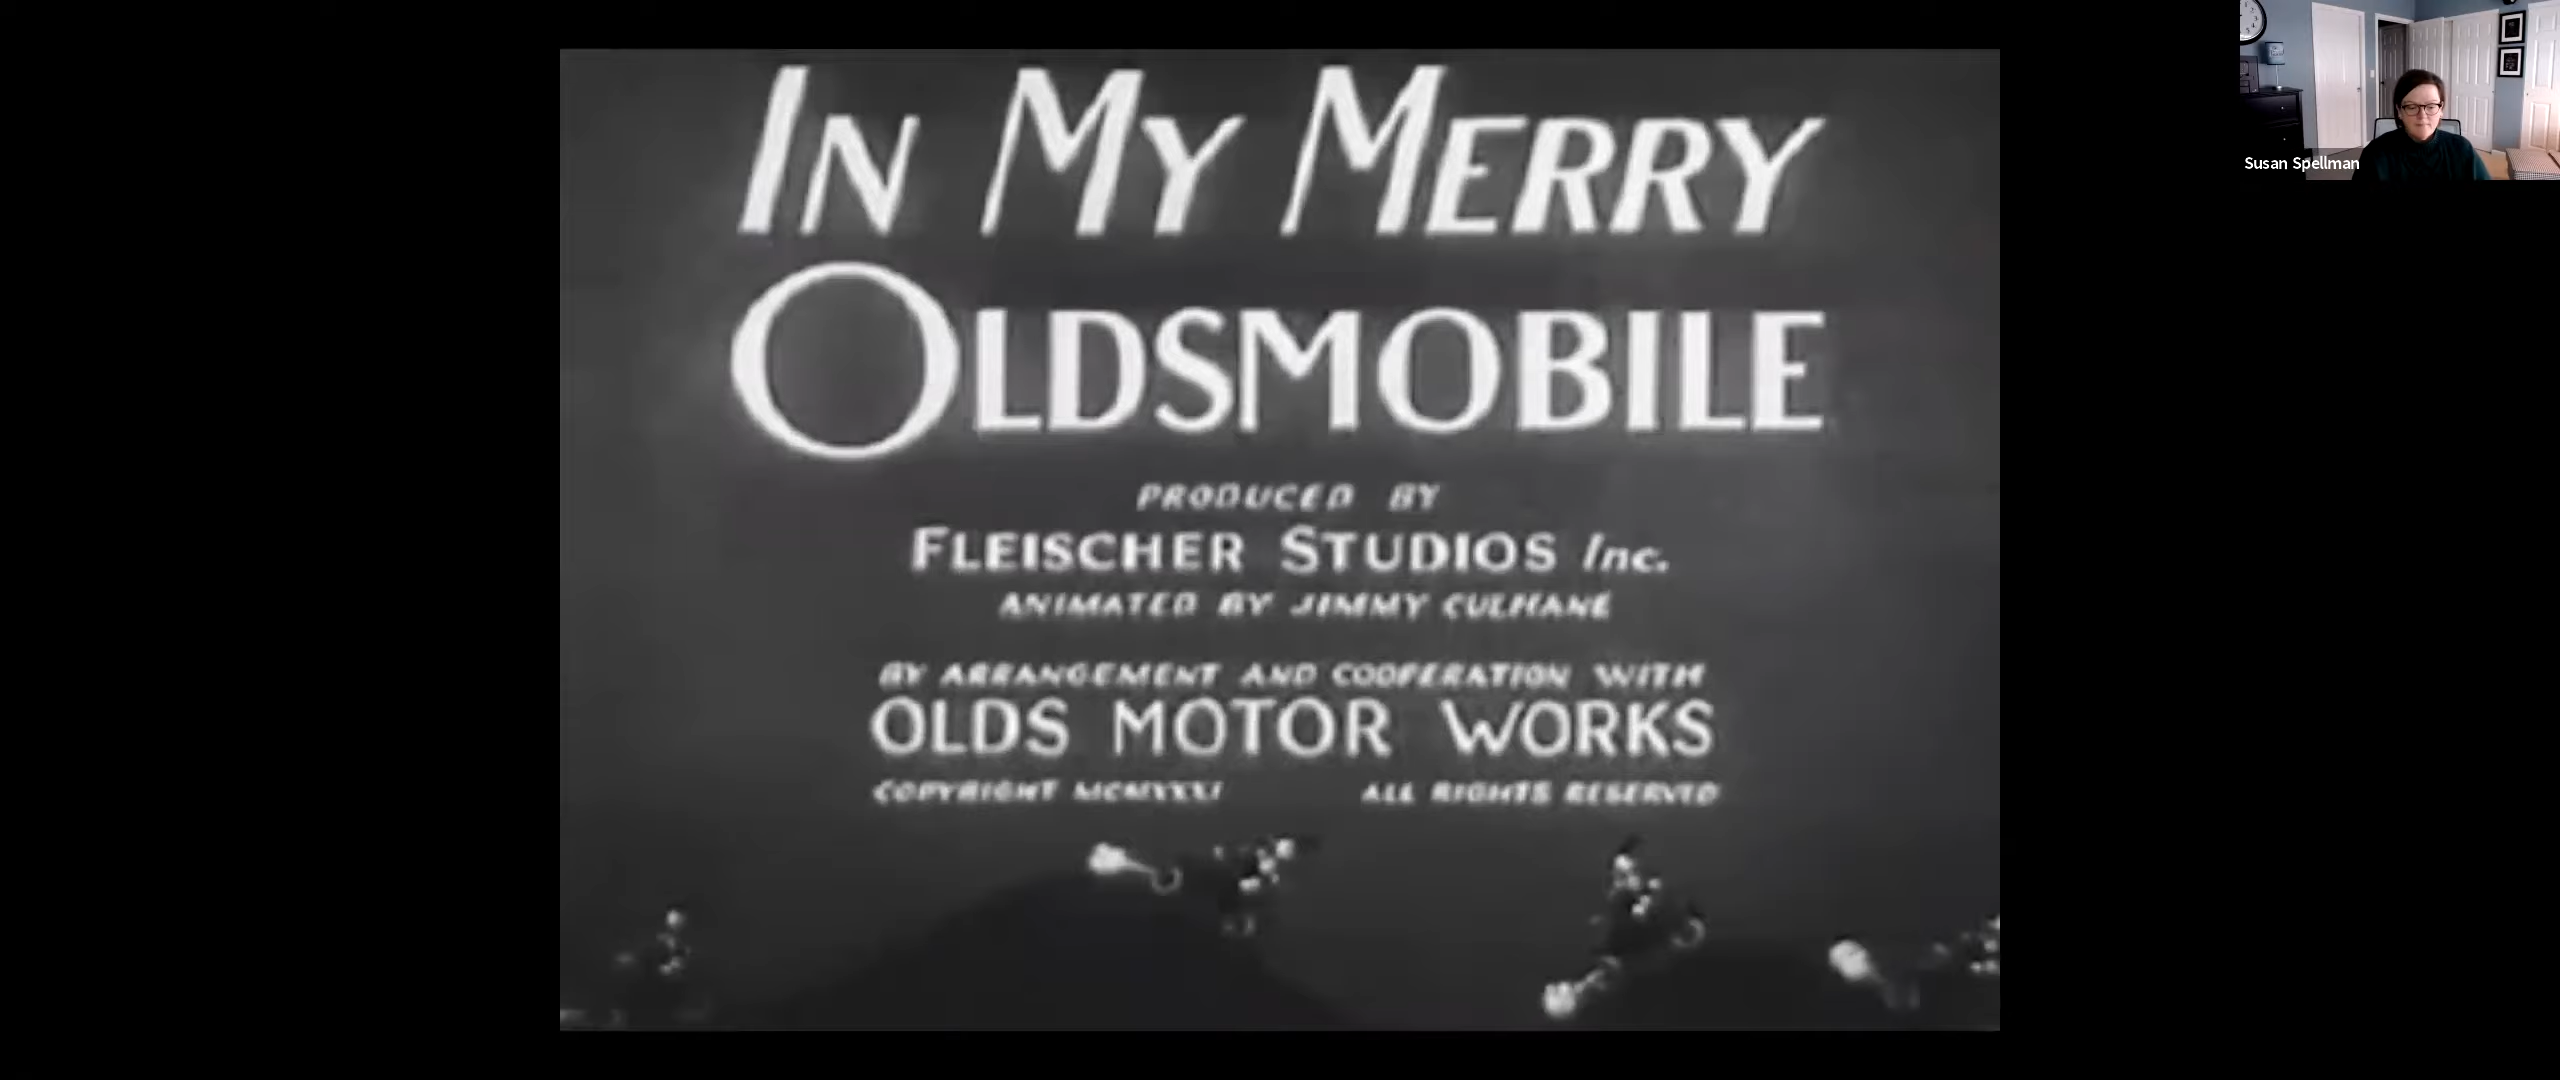 IN MY MERRY
OLDSMOBILE
PRODUCED BY
FLEISCHER STUDIOS Inc.
ANIMATED BY JIMMY CULHANE
BY ARRANGEMENT AND COOPERATION WITH
OLDS MOTOR WORKS
COPYRIGHT MCMXXXI ALL RIGHTS RESERVED
Susan Spellman